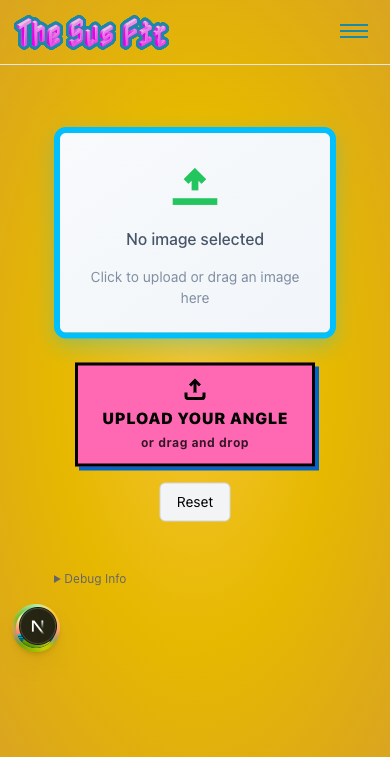 The Sus Fit
No image selected
Click to upload or drag an image
here
UPLOAD YOUR ANGLE
or drag and drop
Reset
Debug Info
N